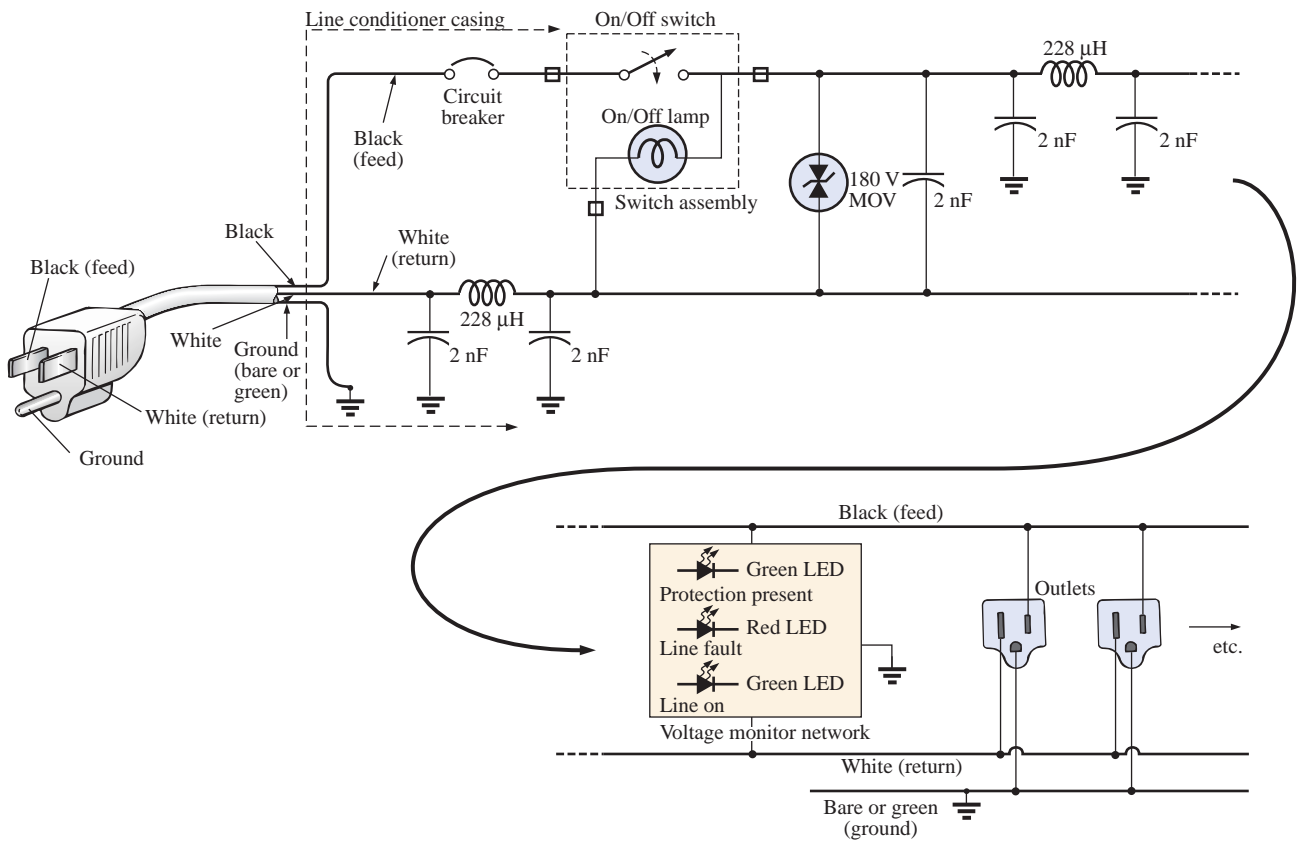 Line conditioner casing
On/Off switch
228 μH
Circuit
breaker
Black
(feed)
On/Off lamp
2 nF
2 nF
180 V
MOV
2 nF
Switch assembly
Black
White
(return)
Black (feed)
White
228 μH
Ground
(bare or
green)
2 nF
2 nF
White (return)
Ground
Black (feed)
Green LED
Protection present
Red LED
Line fault
Green LED
Line on
Voltage monitor network
Outlets
etc.
White (return)
Bare or green
(ground)